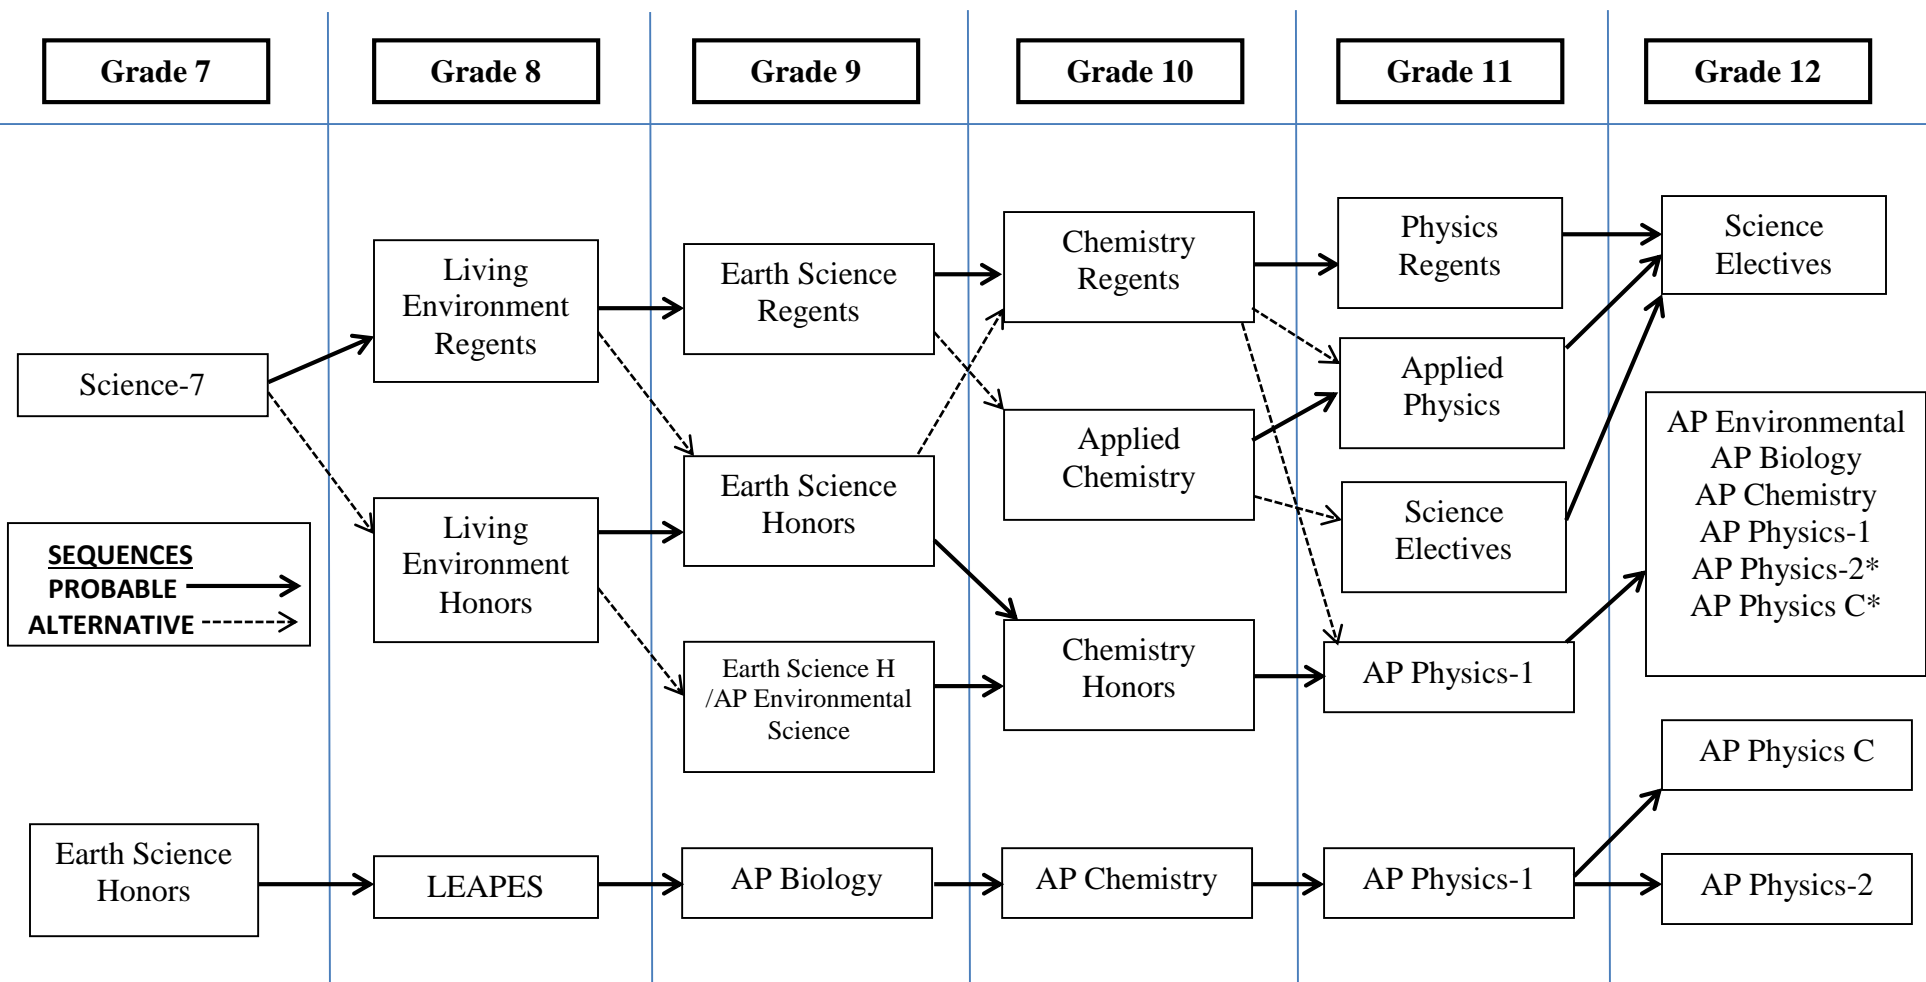 Grade 7
Grade 8
Grade 9
Grade 10
Grade 11
Grade 12
Science-7
SEQUENCES
PROBABLE
ALTERNATIVE
Earth Science
Honors
Living
Environment
Regents
Living
Environment
Honors
LEAPES
Earth Science
Regents
Earth Science
Honors
Earth Science H
/AP Environmental
Science
AP Biology
Chemistry
Regents
Applied
Chemistry
Chemistry
Honors
AP Chemistry
Physics
Regents
Applied
Physics
Science
Electives
AP Physics-1
AP Physics-1
Science
Electives
AP Environmental
AP Biology
AP Chemistry
AP Physics-1
AP Physics-2*
AP Physics C*
AP Physics C
AP Physics-2